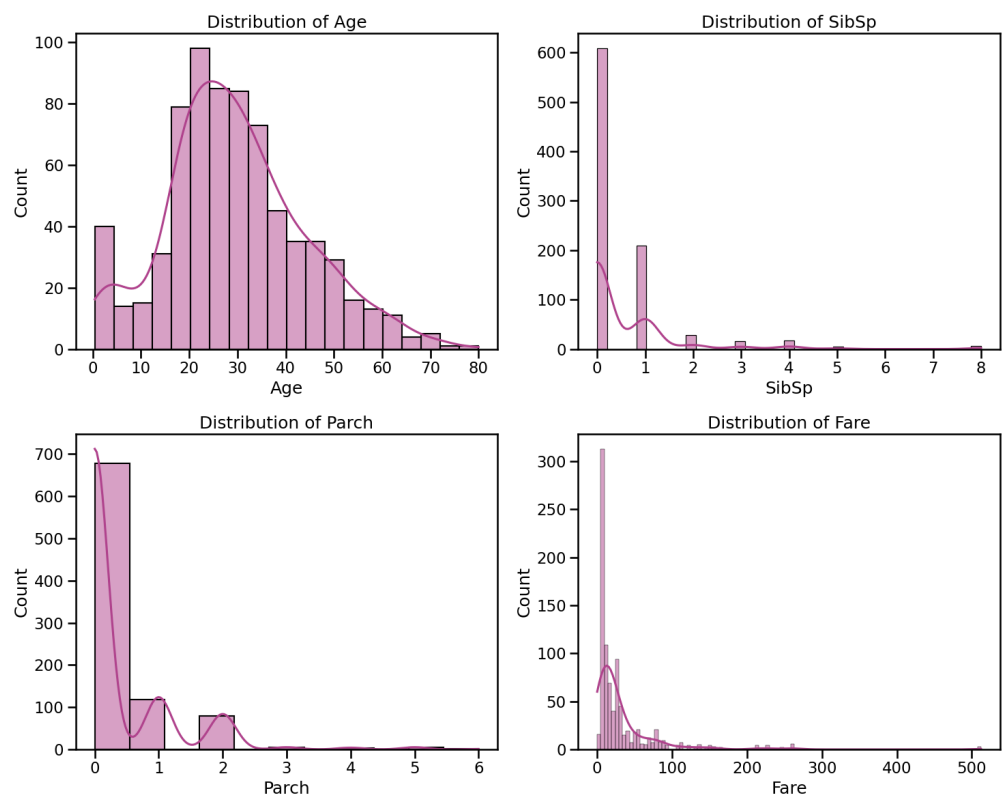 Distribution of Age
100
80
60
40
20
0
Count
0 10 20 30 40 50 60 70 80
Age
Distribution of SibSp
600
500
400
300
200
100
0
Count
0 1 2 3 4 5 6 7 8
SibSp
Distribution of Parch
700
600
500
400
300
200
100
0
Count
0 1 2 3 4 5 6
Parch
Distribution of Fare
300
250
200
150
100
50
0
Count
0 100 200 300 400 500
Fare